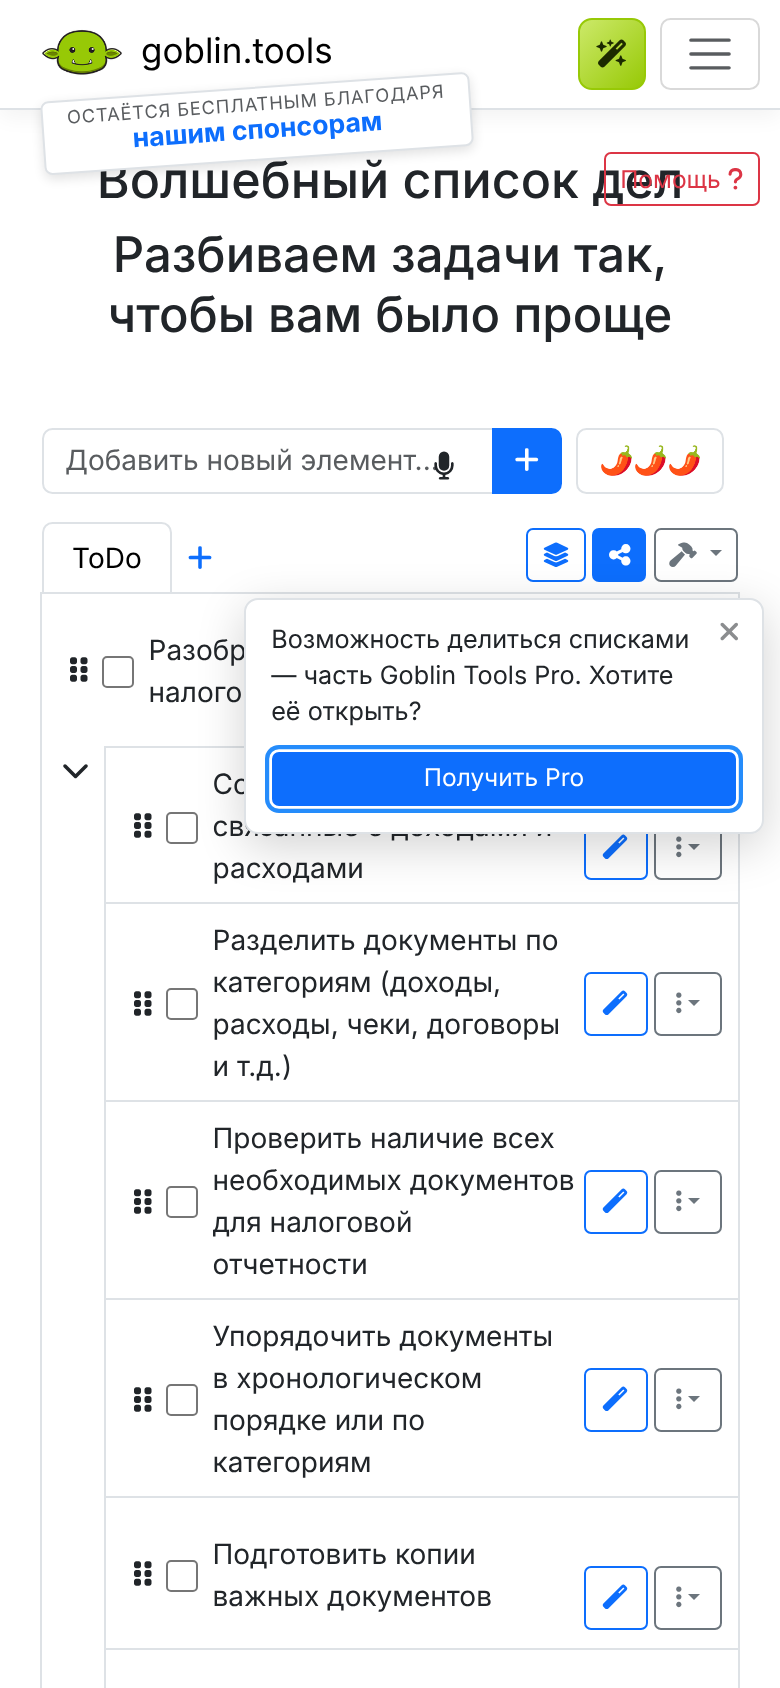 goblin.tools
ОСТАЁТСЯ БЕСПЛАТНЫМ БЛАГОДАРЯ
нашим спонсорам
Волшебный список дел
Помощь ?
Разбиваем задачи так,
чтобы вам было проще
Добавить новый элемент...
ToDo
Возможность делиться списками
— часть Goblin Tools Pro. Хотите
её открыть?
Получить Pro
расходами
Разделить документы по
категориям (доходы,
расходы, чеки, договоры
и т.д.)
Проверить наличие всех
необходимых документов
для налоговой
отчетности
Упорядочить документы
в хронологическом
порядке или по
категориям
Подготовить копии
важных документов